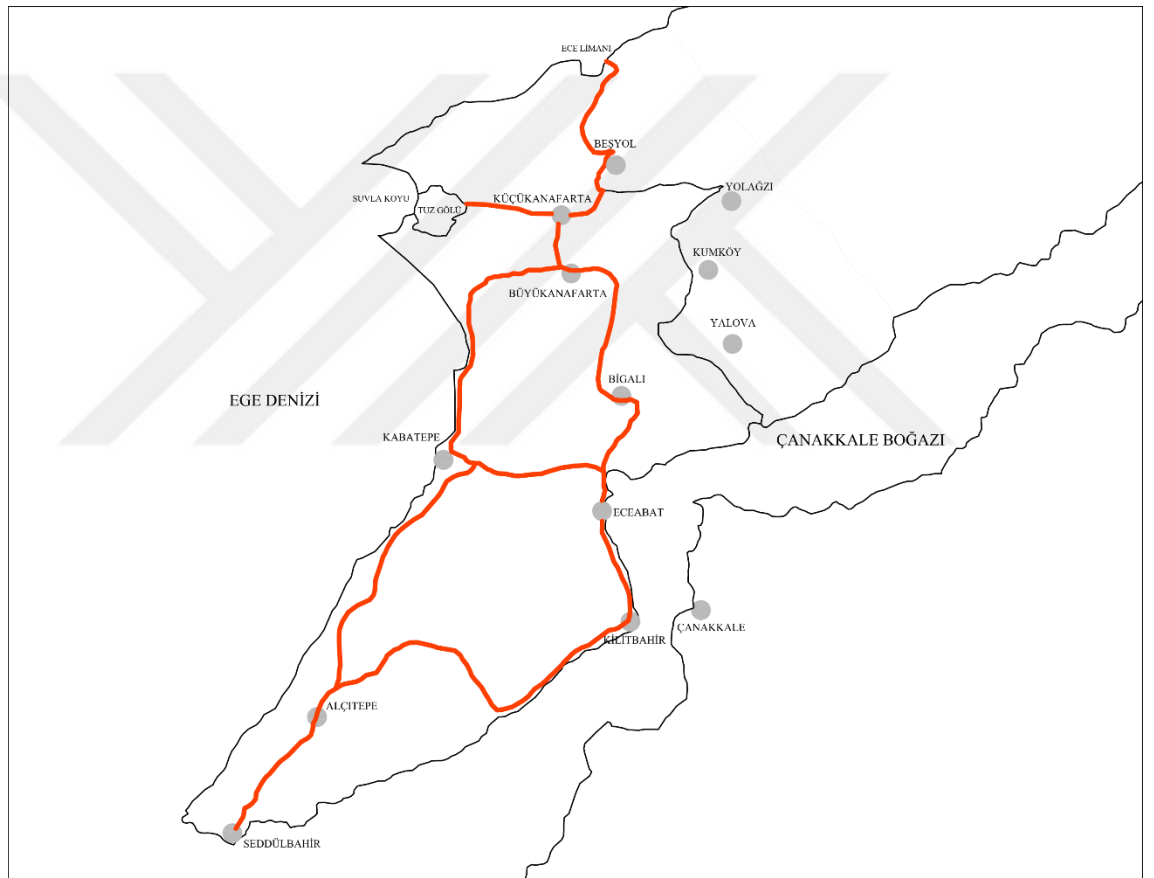 ECE LİMANI
BEŞYOL
YOLAĞZI
SUVLA KOYU
TUZ GÖLÜ
KÜÇÜKANAFARTA
KUMKÖY
BÜYÜKANAFARTA
YALOVA
BİGALI
EGE DENİZİ
KABATEPE
ÇANAKKALE BOĞAZI
ECEABAT
ÇANAKKALE
KİLİTBAHİR
ALÇITEPE
SEDDÜLBAHİR